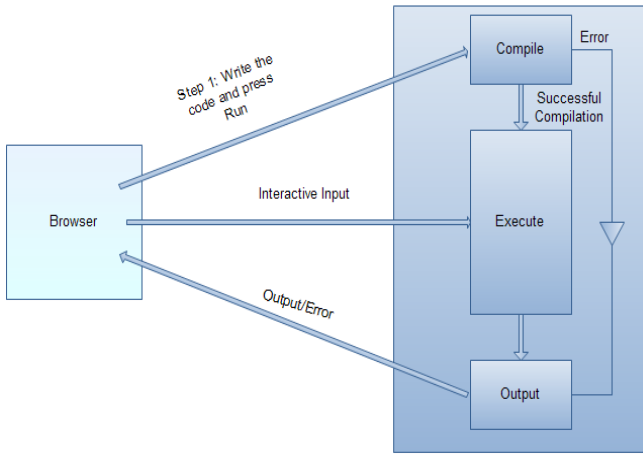 Compile
Error
Step 1: Write the
code and press
Run
Successful
Compilation
Browser
Interactive Input
Execute
Output/Error
Output